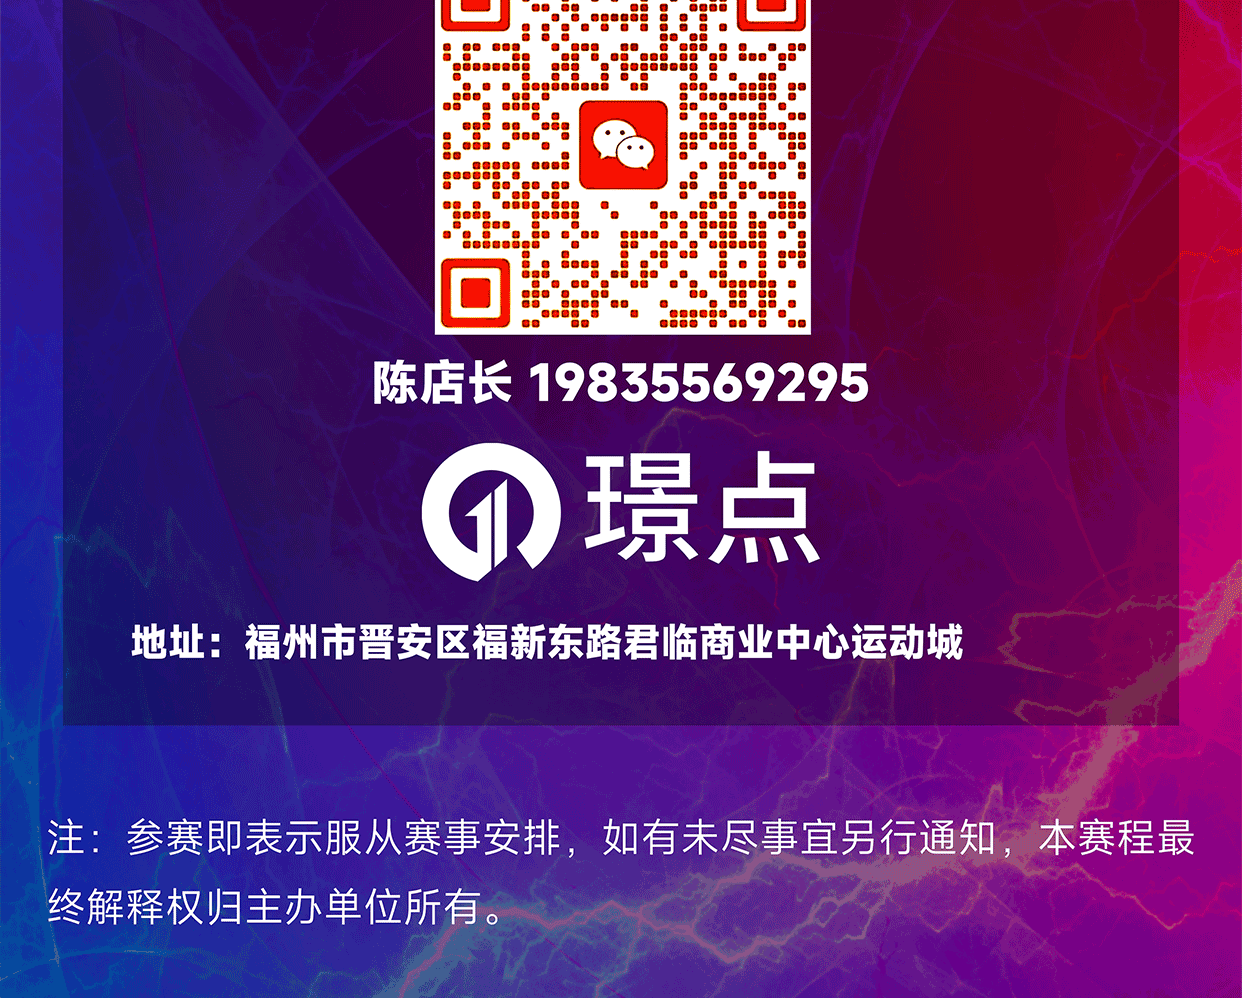 陈店长 19835569295
璟点
地址：福州市晋安区福新东路君临商业中心运动城
注：参赛即表示服从赛事安排，如有未尽事宜另行通知，本赛程最
终解释权归主办单位所有。